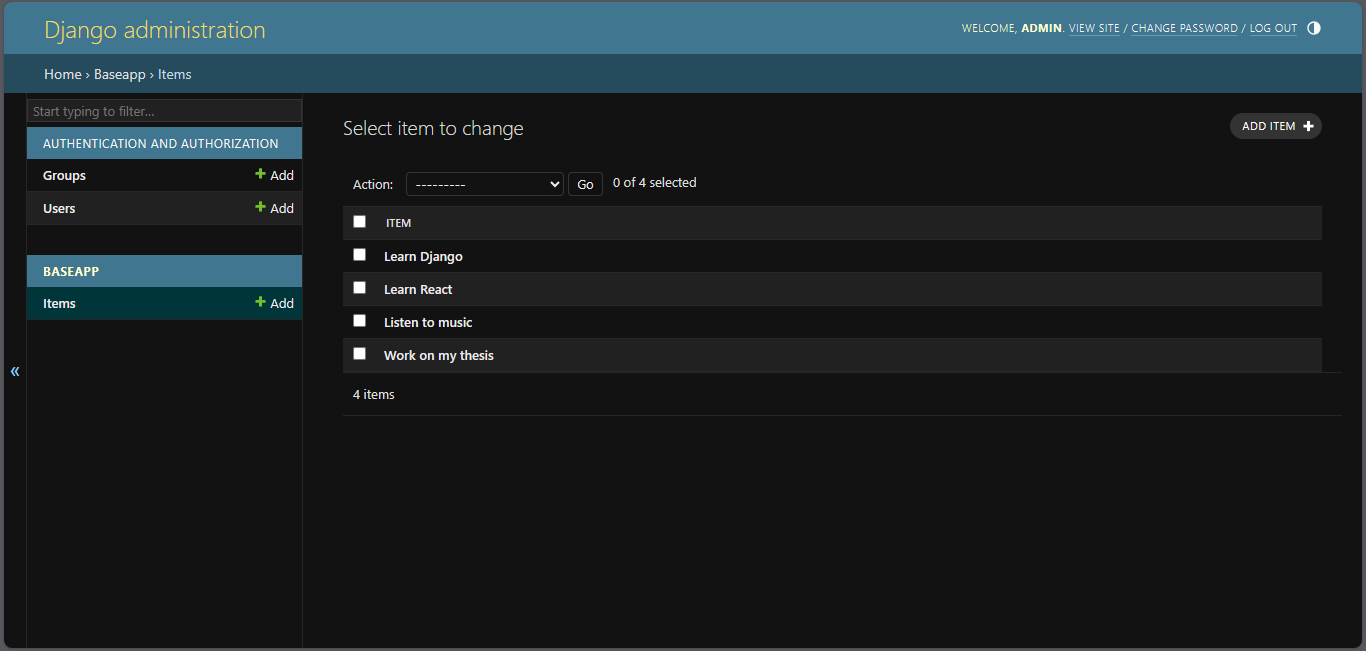 Django administration
WELCOME, ADMIN. VIEW SITE / CHANGE PASSWORD / LOG OUT
Home › Baseapp › Items
Start typing to filter...
AUTHENTICATION AND AUTHORIZATION
Groups + Add
Users + Add
BASEAPP
Items + Add
«
Select item to change
ADD ITEM +
Action: --------- Go 0 of 4 selected
ITEM
Learn Django
Learn React
Listen to music
Work on my thesis
4 items